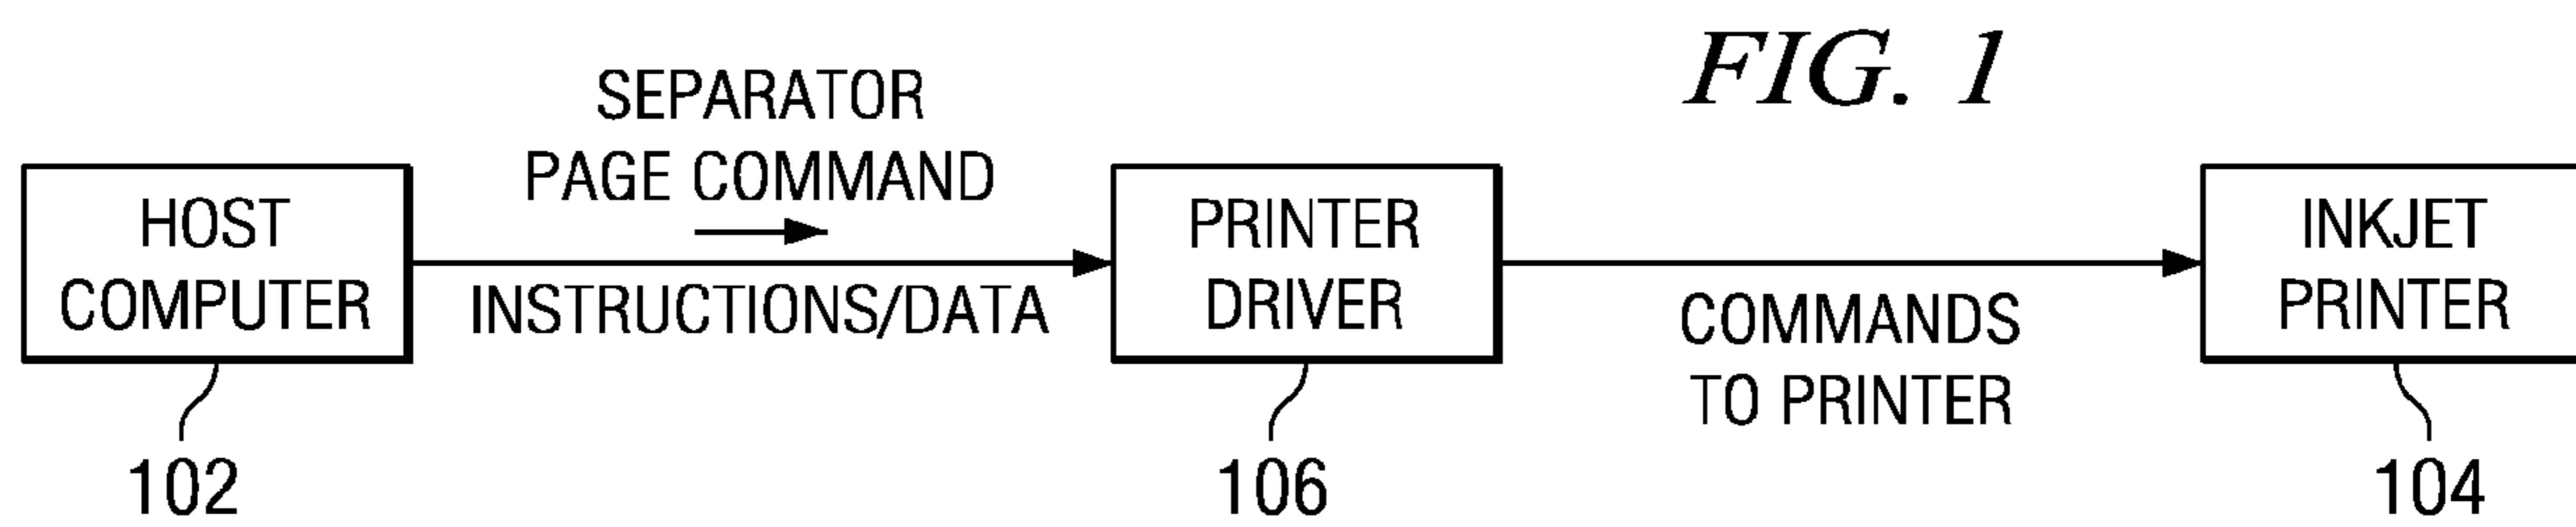 FIG. 1
SEPARATOR
PAGE COMMAND
HOST
COMPUTER
INSTRUCTIONS/DATA
PRINTER
DRIVER
COMMANDS
TO PRINTER
INKJET
PRINTER
102
106
104